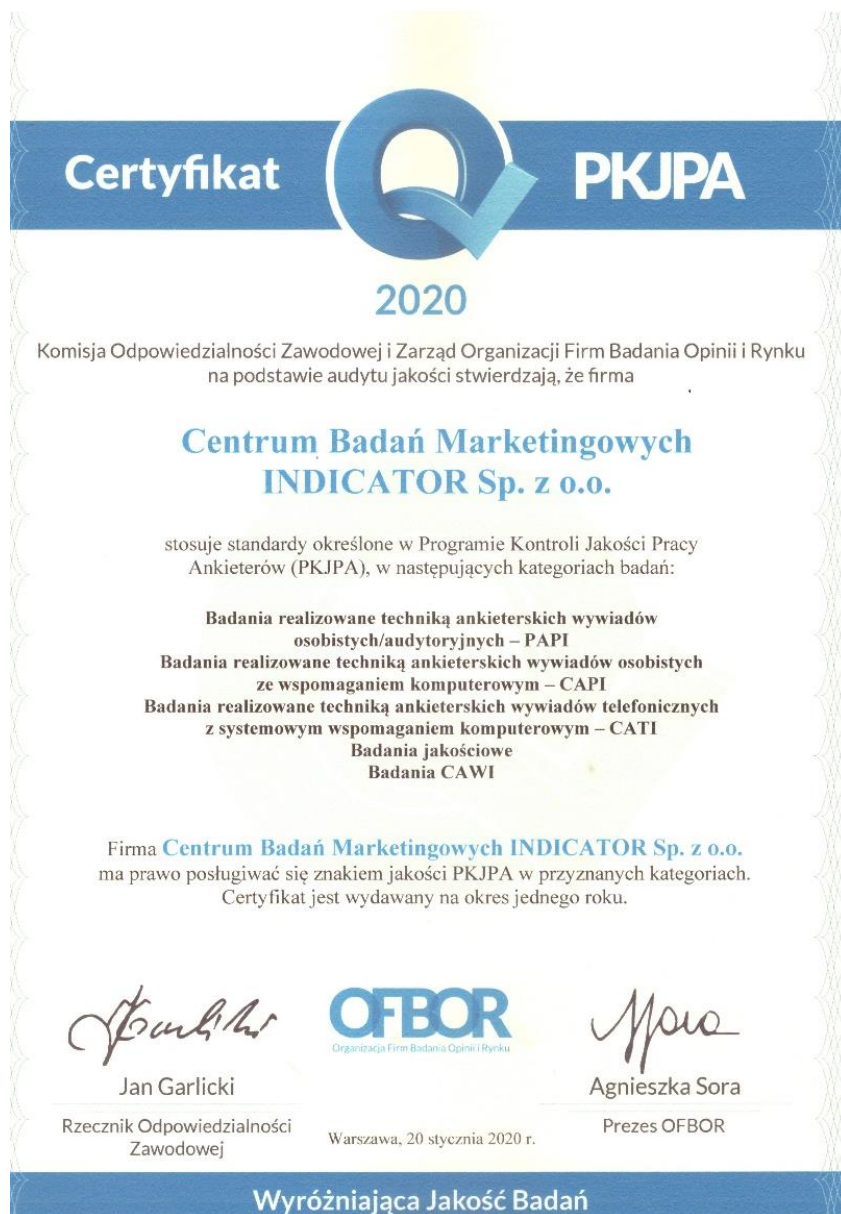 Certyfikat
PKJPA
2020
Komisja Odpowiedzialności Zawodowej i Zarząd Organizacji Firm Badania Opinii i Rynku
na podstawie audytu jakości stwierdzają, że firma
Centrum Badań Marketingowych
INDICATOR Sp. z o.o.
stosuje standardy określone w Programie Kontroli Jakości Pracy
Ankieterów (PKJPA), w następujących kategoriach badań:
Badania realizowane techniką ankieterskich wywiadów
osobistych/audytoryjnych – PAPI
Badania realizowane techniką ankieterskich wywiadów osobistych
ze wspomaganiem komputerowym – CAPI
Badania realizowane techniką ankieterskich wywiadów telefonicznych
z systemowym wspomaganiem komputerowym – CATI
Badania jakościowe
Badania CAWI
Firma Centrum Badań Marketingowych INDICATOR Sp. z o.o.
ma prawo posługiwać się znakiem jakości PKJPA w przyznanych kategoriach.
Certyfikat jest wydawany na okres jednego roku.
OFBOR
Organizacja Firm Badania Opinii i Rynku
Jan Garlicki
Agnieszka Sora
Rzecznik Odpowiedzialności
Zawodowej
Prezes OFBOR
Warszawa, 20 stycznia 2020 r.
Wyróżniająca Jakość Badań